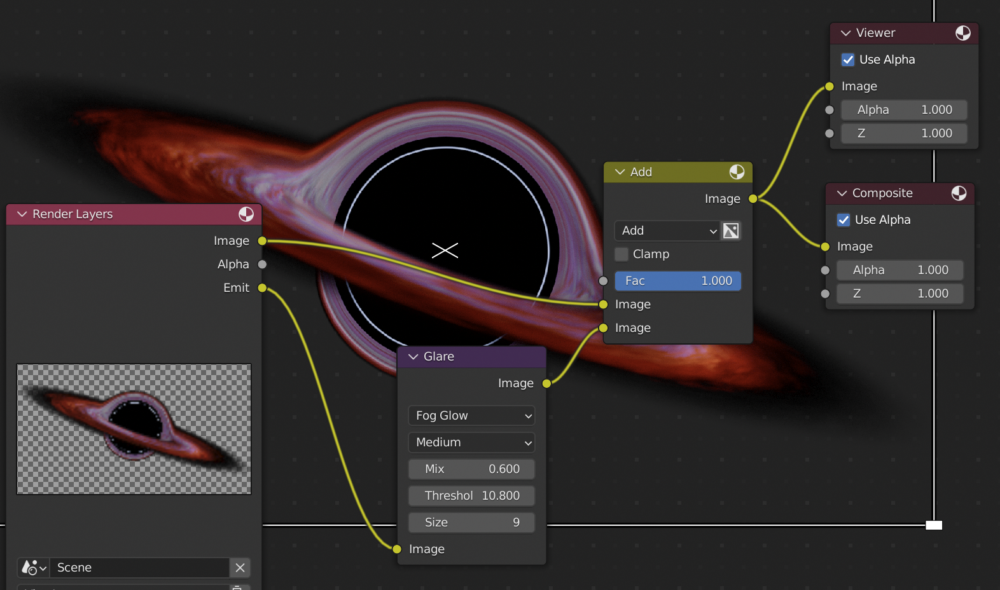 Render Layers
Image
Alpha
Emit
Scene
Glare
Image
Fog Glow
Medium
Mix 0.600
Threshol 10.800
Size 9
Image
Add
Image
Add
Clamp
Fac 1.000
Image
Image
Viewer
Use Alpha
Image
Alpha 1.000
Z 1.000
Composite
Use Alpha
Image
Alpha 1.000
Z 1.000